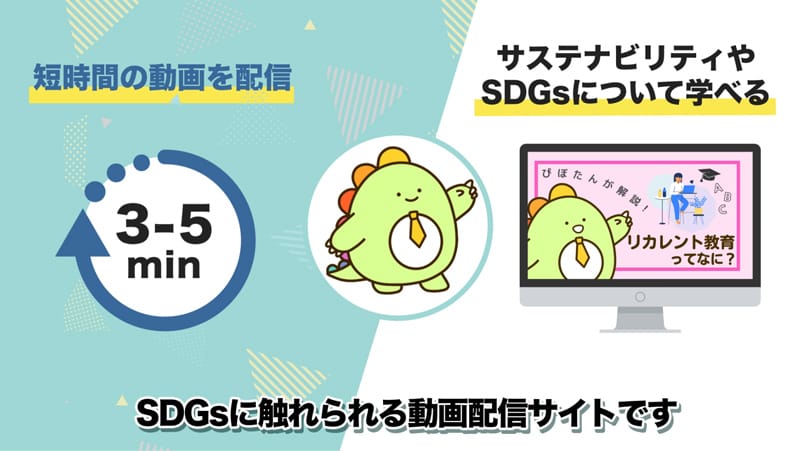 短時間の動画を配信
サステナビリティや
SDGsについて学べる
3-5
min
ぴぽたんが解説！
ABC
リカレント教育
ってなに？
SDGsに触れられる動画配信サイトです